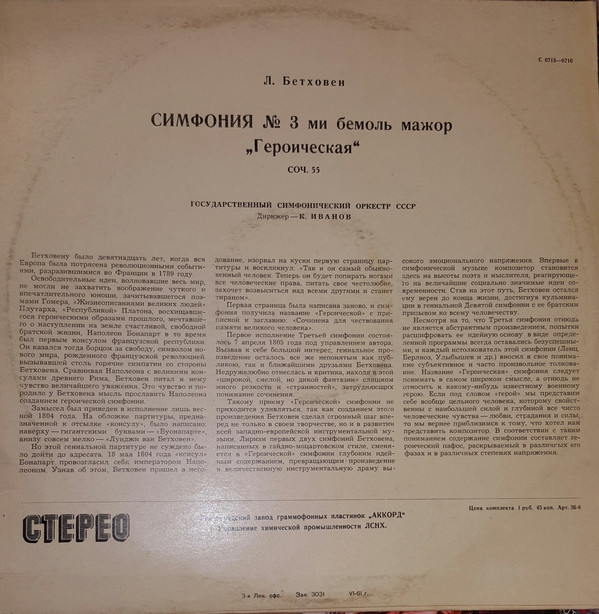 С 0715—0716
Л. Бетховен
СИМФОНИЯ № 3 ми бемоль мажор
„Героическая“
СОЧ. 55
ГОСУДАРСТВЕННЫЙ СИМФОНИЧЕСКИЙ ОРКЕСТР СССР
Дирижер — К. ИВАНОВ
Бетховену было девятнадцать лет, когда вся
Европа была потрясена революционными событи-
ями, разразившимися во Франции в 1789 году.
Освободительные идеи, волновавшие весь мир,
не могли не захватить воображение чуткого и
впечатлительного юноши, зачитывавшегося поэ-
мами Гомера, «Жизнеописаниями великих людей»
Плутарха, «Республикой» Платона, восхищавше-
гося героическими образами прошлого, мечтавше-
го о наступлении на земле счастливой, свободной
братской жизни. Наполеон в то время
был первым консулом французской республики.
Он казался тогда борцом за свободу, символом но-
вого мира, рожденного французской революцией,
вызывавшей столь горячие симпатии со стороны
Бетховена. Сравнивая Наполеона с великими кон-
сулами древнего Рима, Бетховен питал к нему
чувство величайшего уважения. Это чувство и по-
родило у Бетховена мысль прославить Наполеона
созданием героической симфонии.
Замысел был приведен в исполнение лишь вес-
ной 1804 года. На обложке партитуры, предназ-
наченной к отсылке «консулу», было написано:
наверху — гигантскими буквами — «Буонапарте»,
внизу совсем мелко — «Луиджи ван Бетховен».
Но этой гениальной партитуре не суждено бы-
ло дойти до адресата. 18 мая 1804 года «консул»
Бонапарт провозгласил себя императором Напо-
леоном. Узнав об этом, Бетховен пришел в него-
дование, изорвал на куски первую страницу пар-
титуры и воскликнул: «Так и он самый обыкно-
венный человек. Теперь он будет попирать ногами
все человеческие права, питать свое честолюбие,
захочет возвыситься над всеми другими и станет
тираном».
Первая страница была написана заново, и сим-
фония получила название «Героической» с при-
пиской к заглавию: «Сочинена для чествования
памяти великого человека».
Первое исполнение Третьей симфонии состоя-
лось 7 апреля 1805 года под управлением автора.
Вызвав к себе большой интерес, гениальное про-
изведение осталось все же непонятым как пуб-
ликой, так и ближайшими друзьями Бетховена.
Недружелюбно отнеслась и критика, находя в этой
«широкой, смелой, но дикой фантазии» слишком
много резкости и «странностей», затрудняющих
понимание сочинения.
Такому приему «Героической» симфонии не
приходится удивляться, так как созданием этого
произведения Бетховен сделал огромный шаг впе-
ред не только в своем творчестве, но и в развитии
всей западно-европейской инструментальной му-
зыки. Лиризм первых двух симфоний Бетховена,
написанных в гайдно-моцартовском стиле, сменя-
ется в «Героической» симфонии глубоким идей-
ным содержанием, превращающим произведение
в величественную инструментальную драму вы-
сокого эмоционального напряжения. Впервые в
симфонической музыке композитор становится
здесь на высоты поэта и мыслителя, реагирующе-
го на величайшие социально значимые идеи со-
временности. Став на этот путь, Бетховен остался
ему верен до конца жизни, достигнув кульмина-
ции в гениальной Девятой симфонии с ее братским
призывом ко всему человечеству.
Несмотря на то, что Третья симфония отнюдь
не является абстрактным произведением, попытки
расшифровать ее идейную основу в виде опреде-
ленной программы всегда оставались безуспешны-
ми, и каждый истолкователь этой симфонии (Ленц,
Берлиоз, Улыбышев и др.) вносил в свое понима-
ние субъективное и часто произвольное толкова-
ние. Название «Героическая» симфония следует
понимать в самом широком смысле, а отнюдь не
относить к какому-нибудь известному военному
герою. Если под словом «герой» мы представим
себе вообще цельного человека, которому свойст-
венны с наибольшей силой и глубиной все чисто
человеческие чувства — любви, страдания и силы,
то мы вернее приблизимся к тому, что хотел нам
представить композитор. В соответствии с таким
пониманием содержание симфонии составляет ге-
роический пафос, раскрываемый в различных его
фазах и в различных степенях напряжения.
СТЕРЕО
завод граммофонных пластинок „АККОРД“
Управление химической промышленности ЛСНХ.
Цена комплекта 1 руб. 45 коп. Арт. 36-6
3-я Лен. офс. Зак. 3031 VI-61 г.